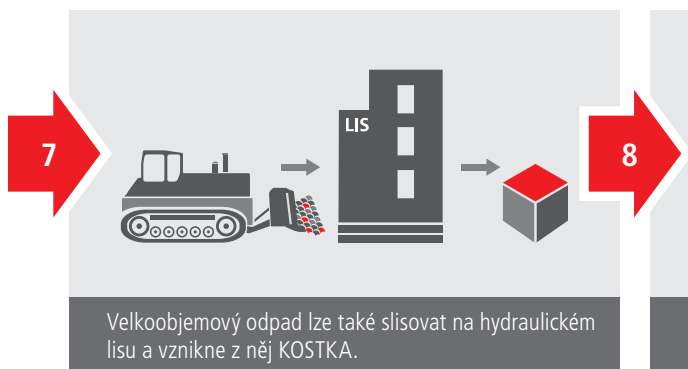 7
LIS
8
Velkoobjemový odpad lze také slisovat na hydraulickém
lisu a vznikne z něj KOSTKA.